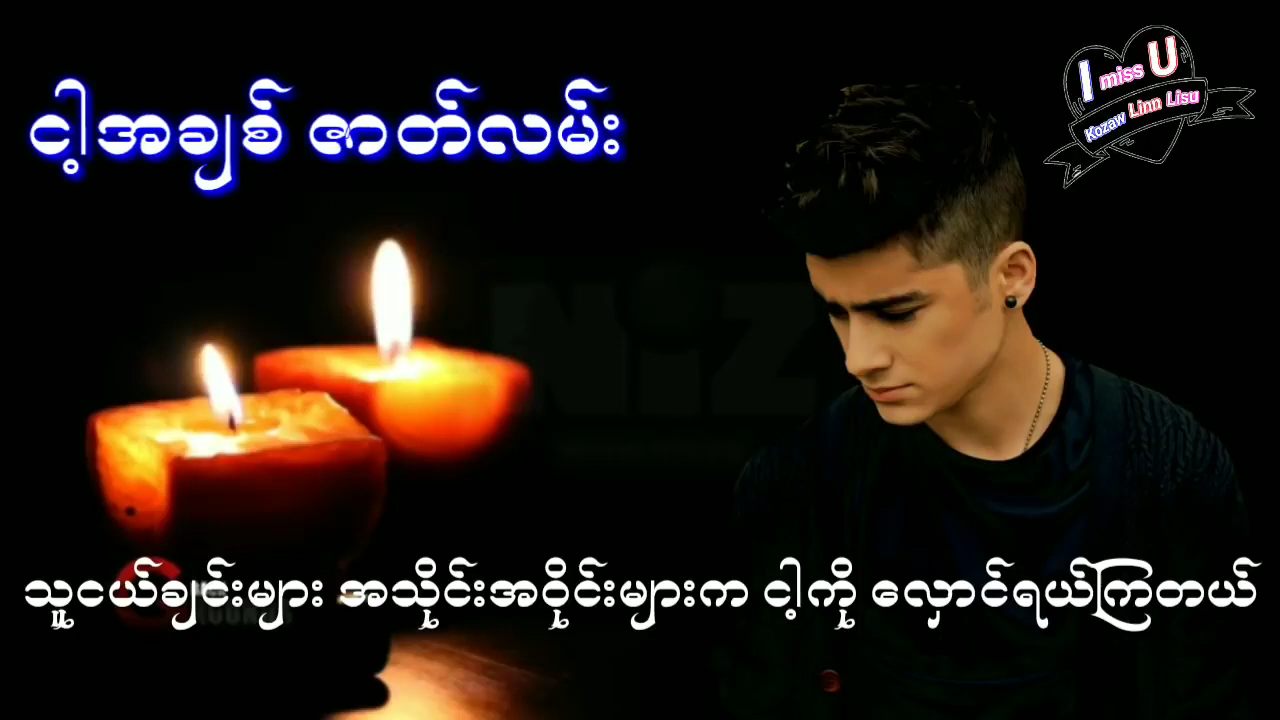 ငါ့အချစ် ဇာတ်လမ်း
I miss U
Kozaw Linn Lisu
NiZ
သူငယ်ချင်းများ အသိုင်းအဝိုင်းများက ငါ့ကို လှောင်ရယ်ကြတယ်